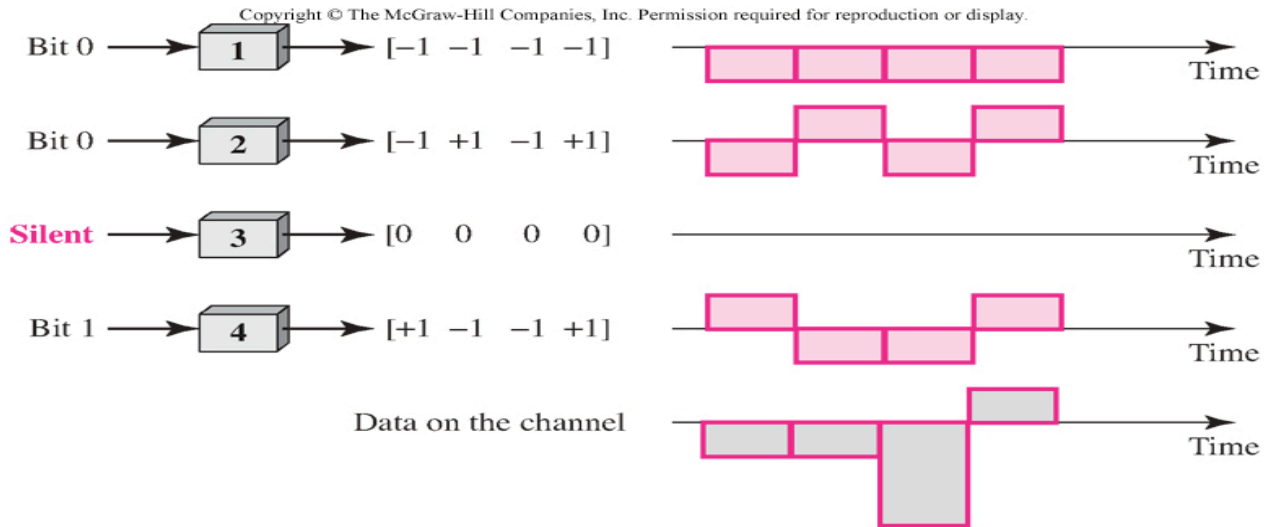 Copyright © The McGraw-Hill Companies, Inc. Permission required for reproduction or display.
Bit 0 1 [–1 –1 –1 –1] Time
Bit 0 2 [–1 +1 –1 +1] Time
Silent 3 [0 0 0 0] Time
Bit 1 4 [+1 –1 –1 +1] Time
Data on the channel Time